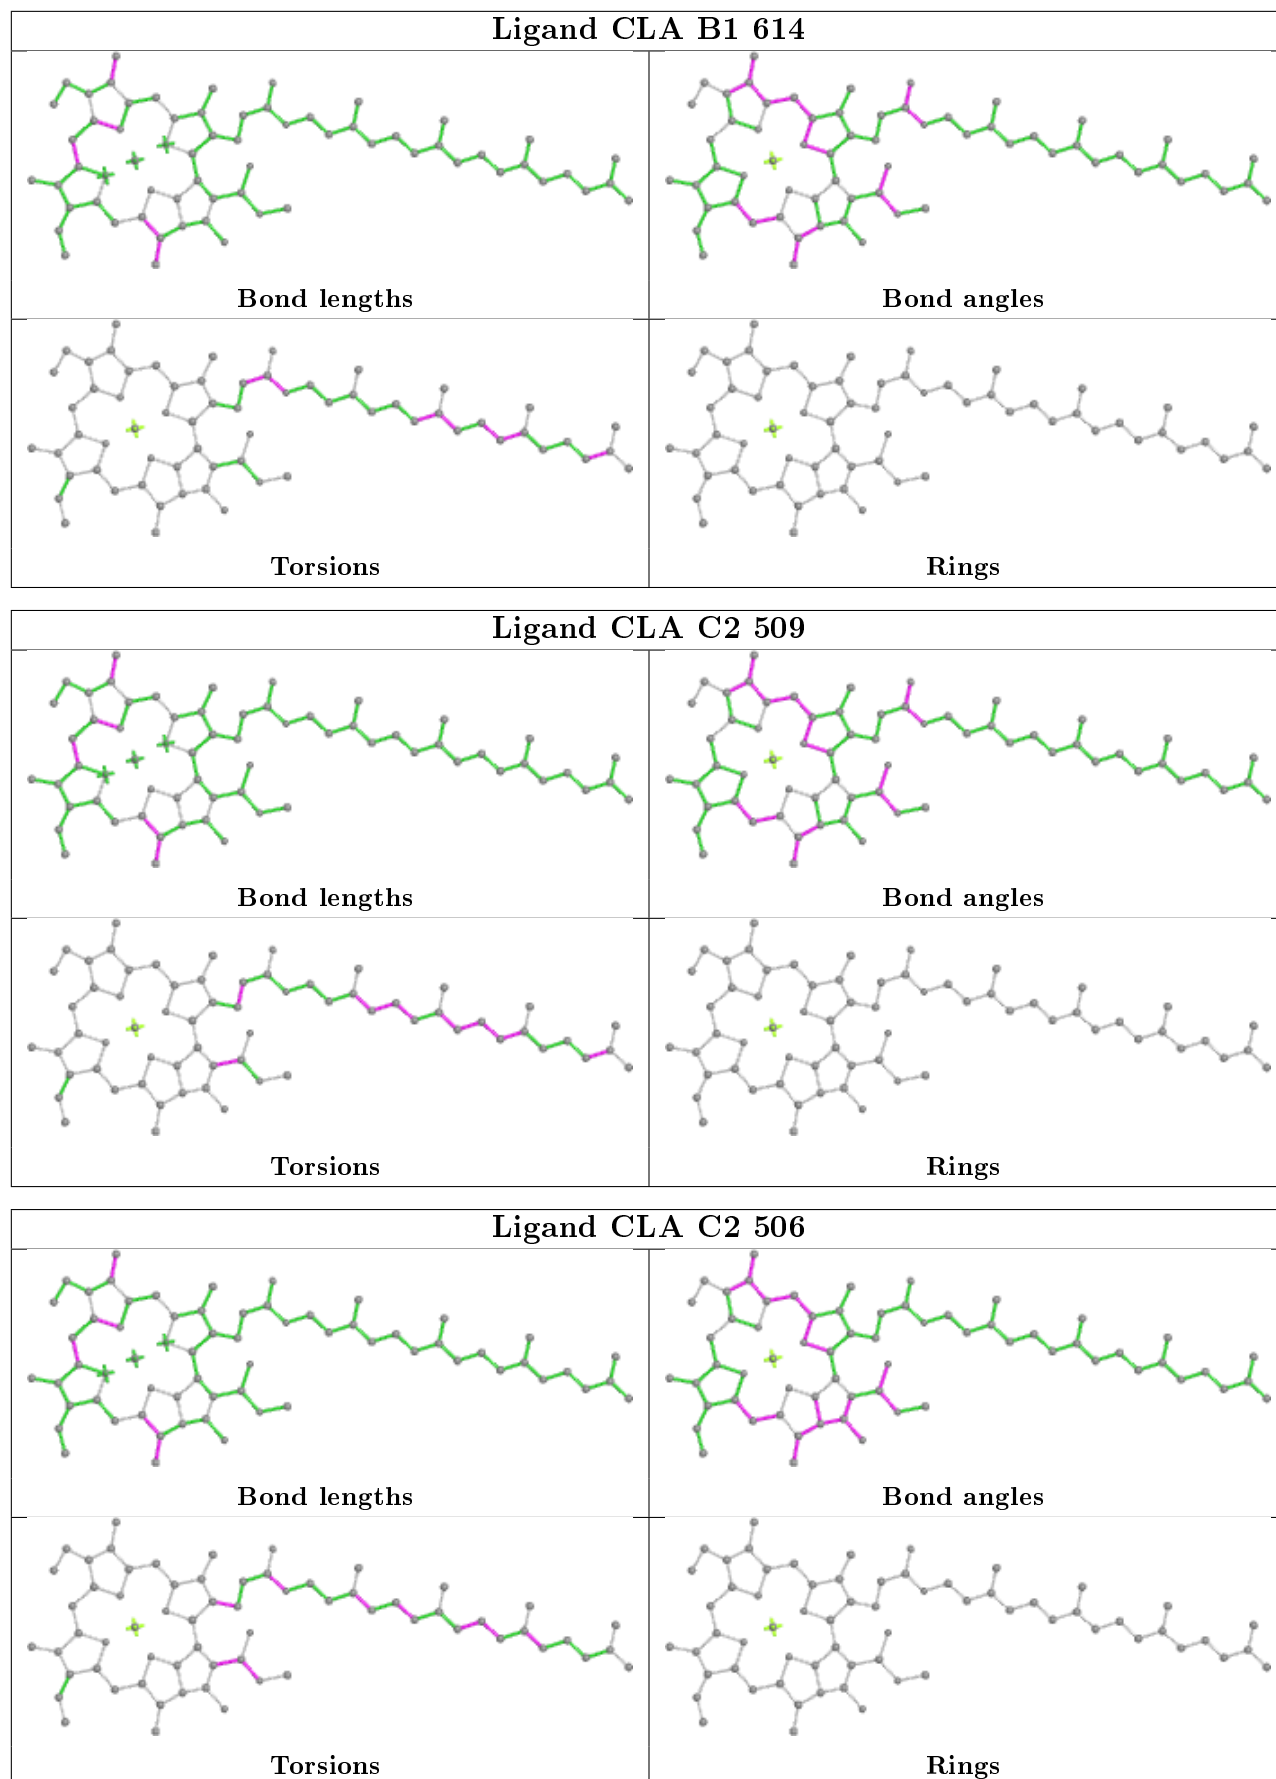 Ligand CLA B1 614
Bond lengths
Bond angles
Torsions
Rings
Ligand CLA C2 509
Bond lengths
Bond angles
Torsions
Rings
Ligand CLA C2 506
Bond lengths
Bond angles
Torsions
Rings